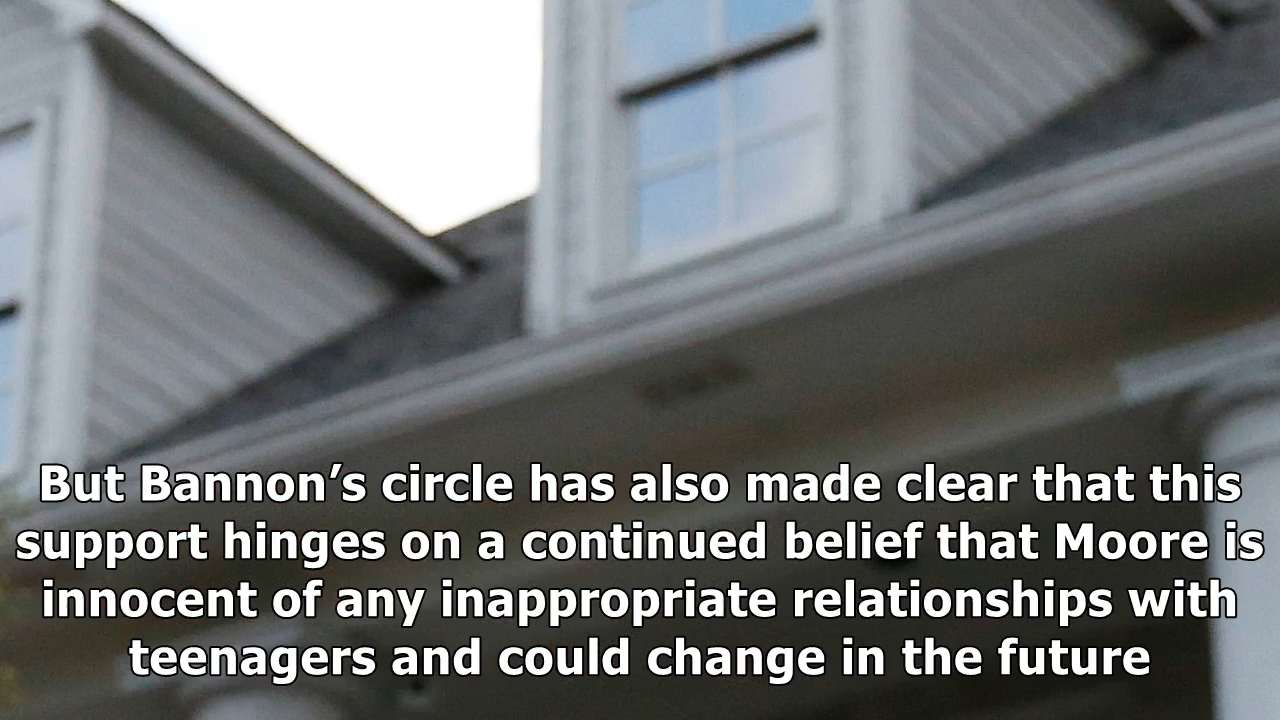 But Bannon’s circle has also made clear that this
support hinges on a continued belief that Moore is
innocent of any inappropriate relationships with
teenagers and could change in the future